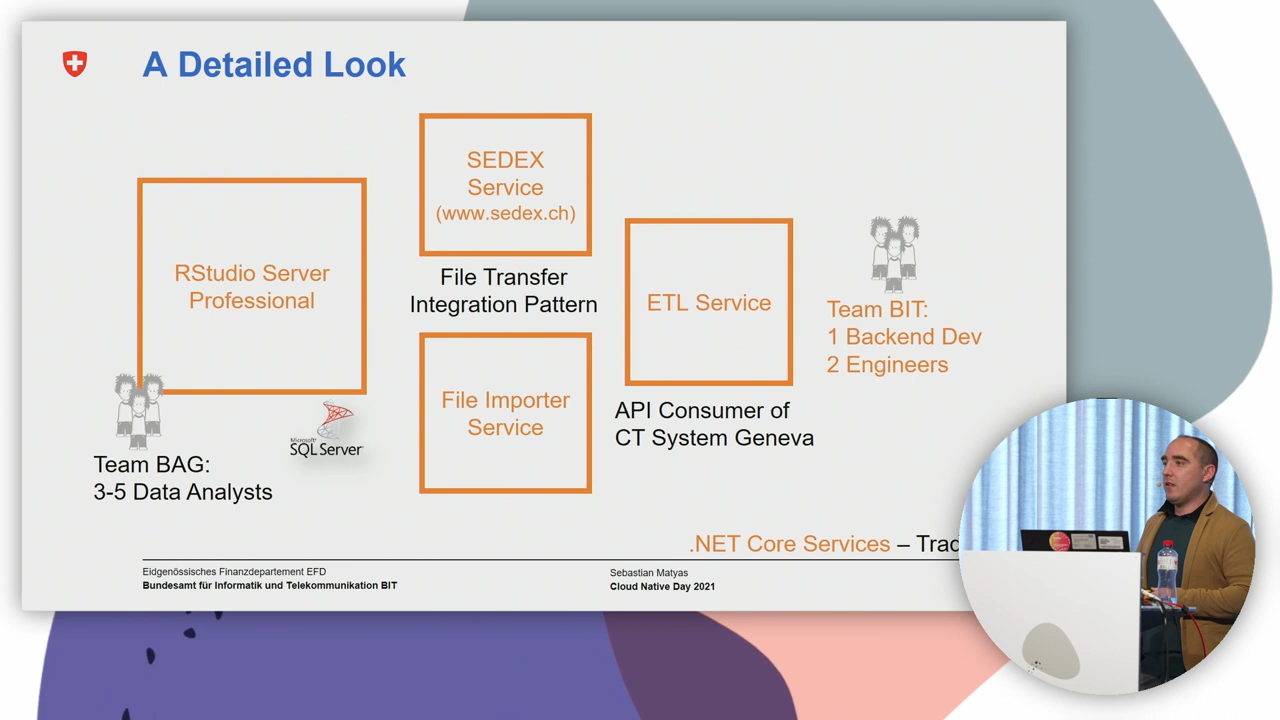 A Detailed Look
SEDEX
Service
(www.sedex.ch)
RStudio Server
Professional
File Transfer
Integration Pattern
ETL Service
Team BIT:
1 Backend Dev
2 Engineers
File Importer
Service
Microsoft
SQL Server
API Consumer of
CT System Geneva
Team BAG:
3-5 Data Analysts
.NET Core Services – Trad
Eidgenössisches Finanzdepartement EFD
Bundesamt für Informatik und Telekommunikation BIT
Sebastian Matyas
Cloud Native Day 2021